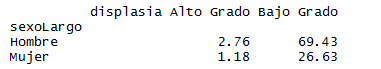 displasia Alto Grado Bajo Grado
sexoLargo
Hombre 2.76 69.43
Mujer 1.18 26.63